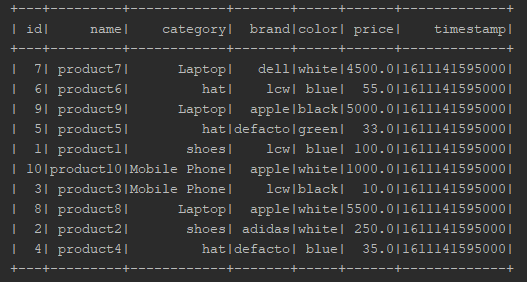 +---+---------+------------+-------+-----+------+-------------+
| id|     name|    category|  brand|color| price|    timestamp|
+---+---------+------------+-------+-----+------+-------------+
|  7| product7|      Laptop|   dell|white|4500.0|1611141595000|
|  6| product6|         hat|    lcw| blue|  55.0|1611141595000|
|  9| product9|      Laptop|  apple|black|5000.0|1611141595000|
|  5| product5|         hat|defacto|green|  33.0|1611141595000|
|  1| product1|       shoes|    lcw| blue| 100.0|1611141595000|
| 10|product10|Mobile Phone|  apple|white|1000.0|1611141595000|
|  3| product3|Mobile Phone|    lcw|black|  10.0|1611141595000|
|  8| product8|      Laptop|  apple|white|5500.0|1611141595000|
|  2| product2|       shoes| adidas|white| 250.0|1611141595000|
|  4| product4|         hat|defacto| blue|  35.0|1611141595000|
+---+---------+------------+-------+-----+------+-------------+